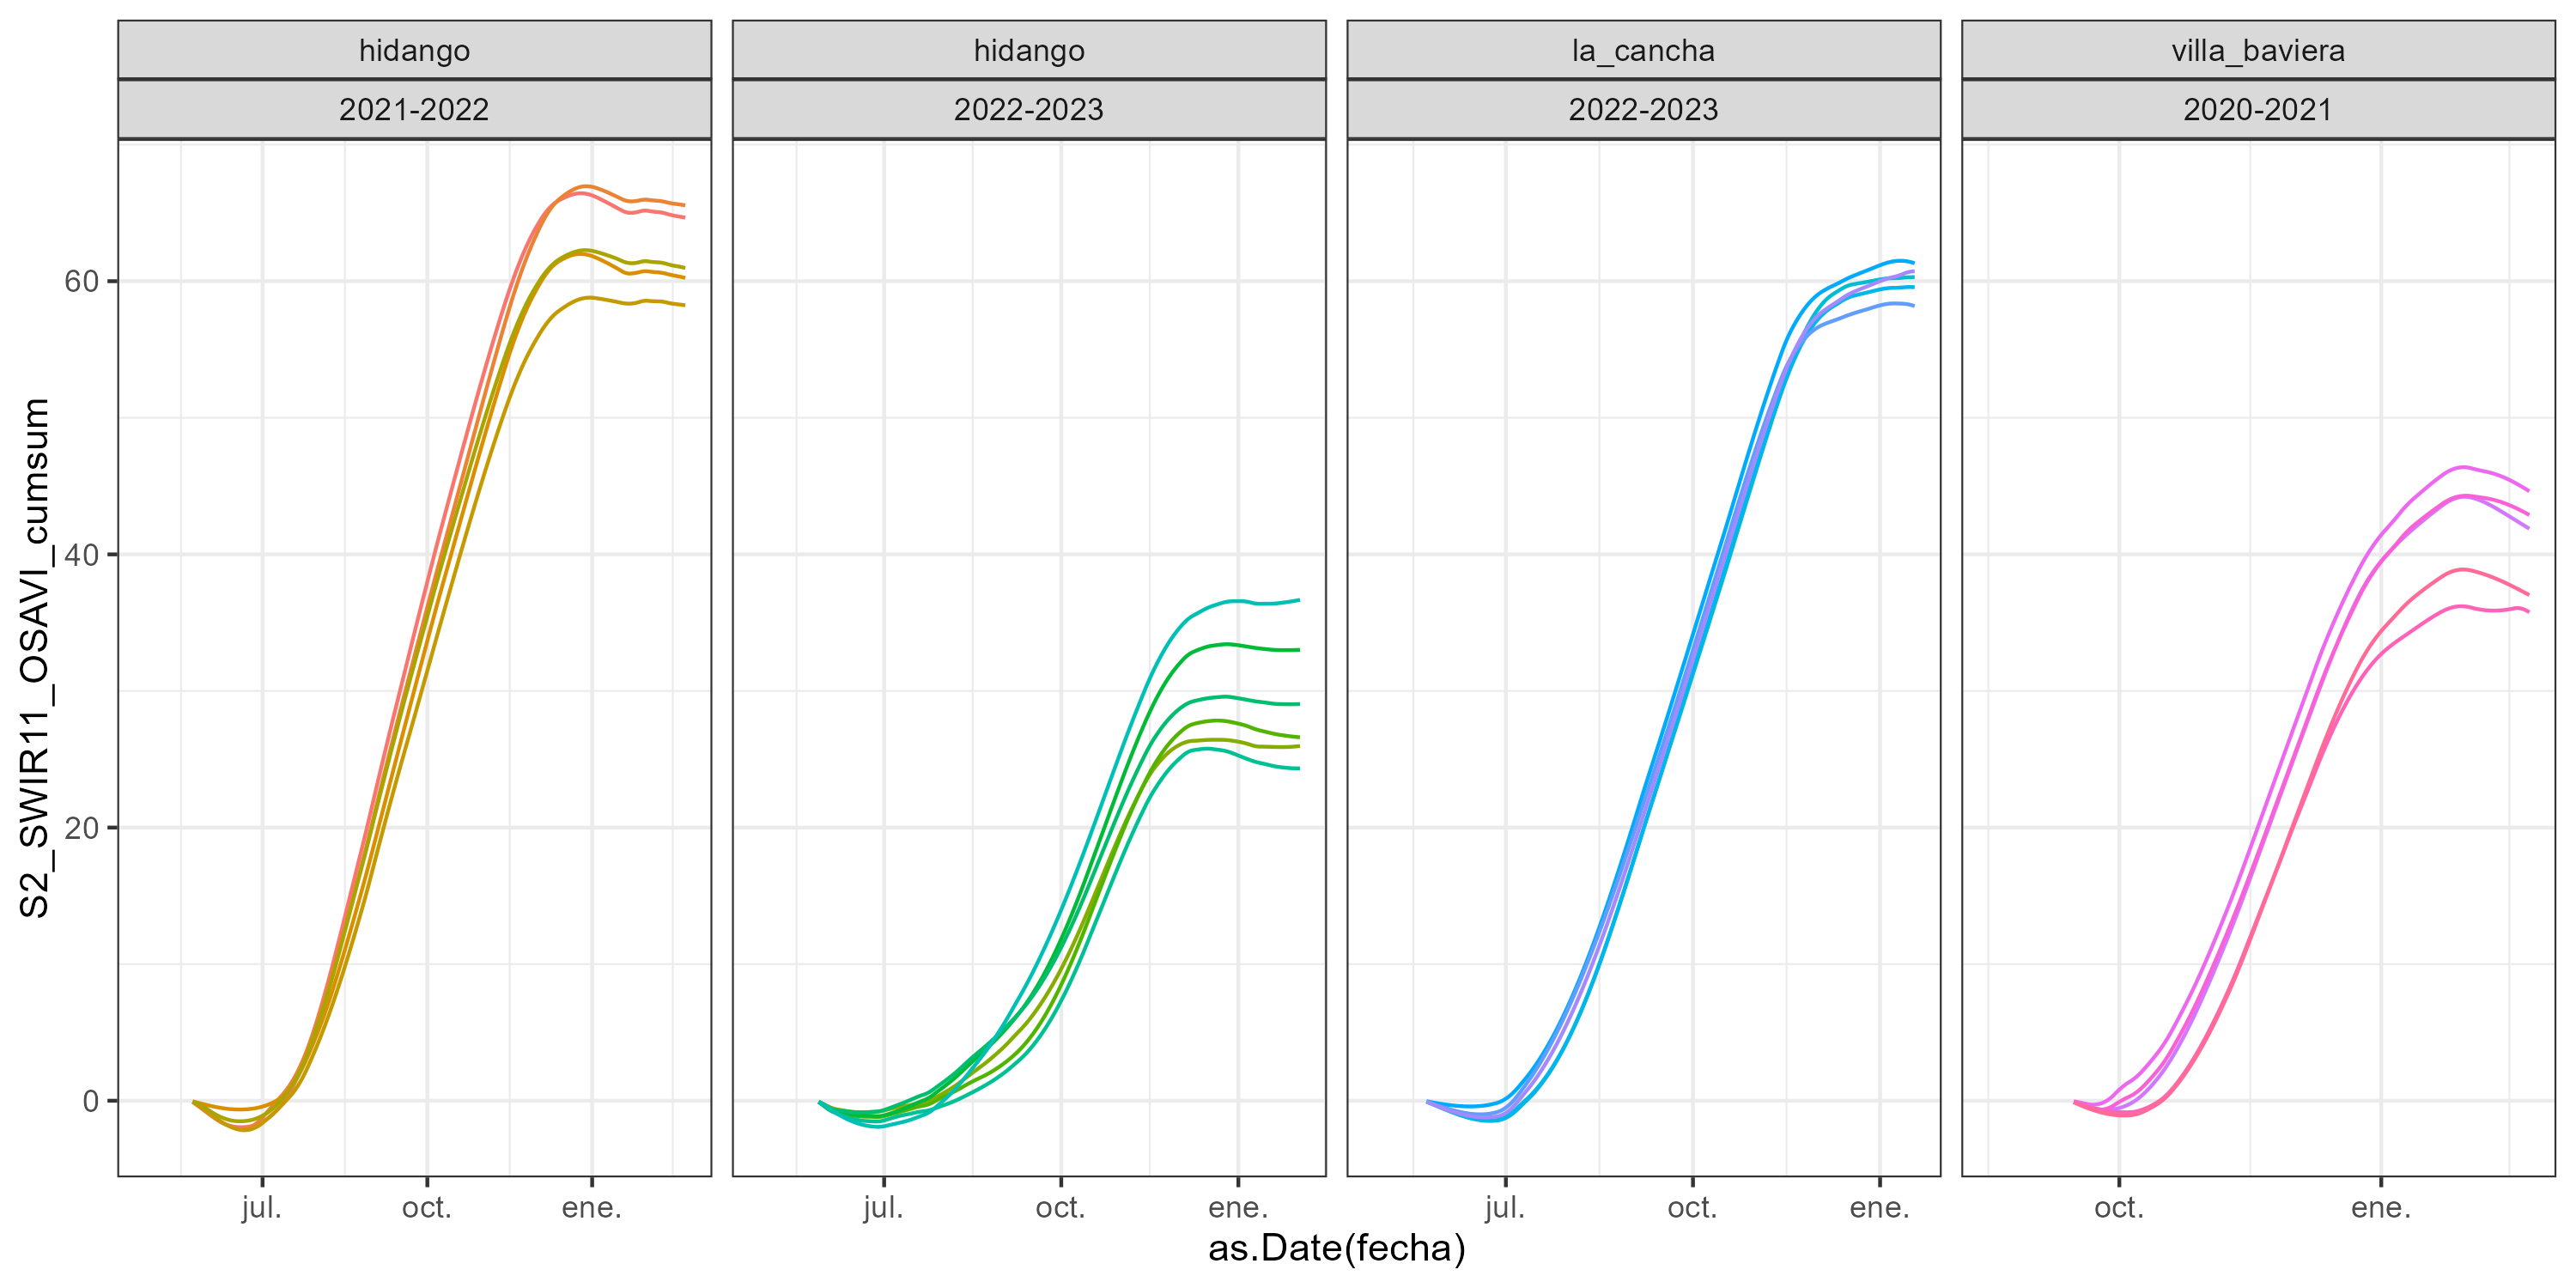 hidango
hidango
la_cancha
villa_baviera
2021-2022
2022-2023
2022-2023
2020-2021
S2_SWIR11_OSAVI_cumsum
60
40
20
0
jul. oct. ene.
jul. oct. ene.
jul. oct. ene.
oct. ene.
as.Date(fecha)